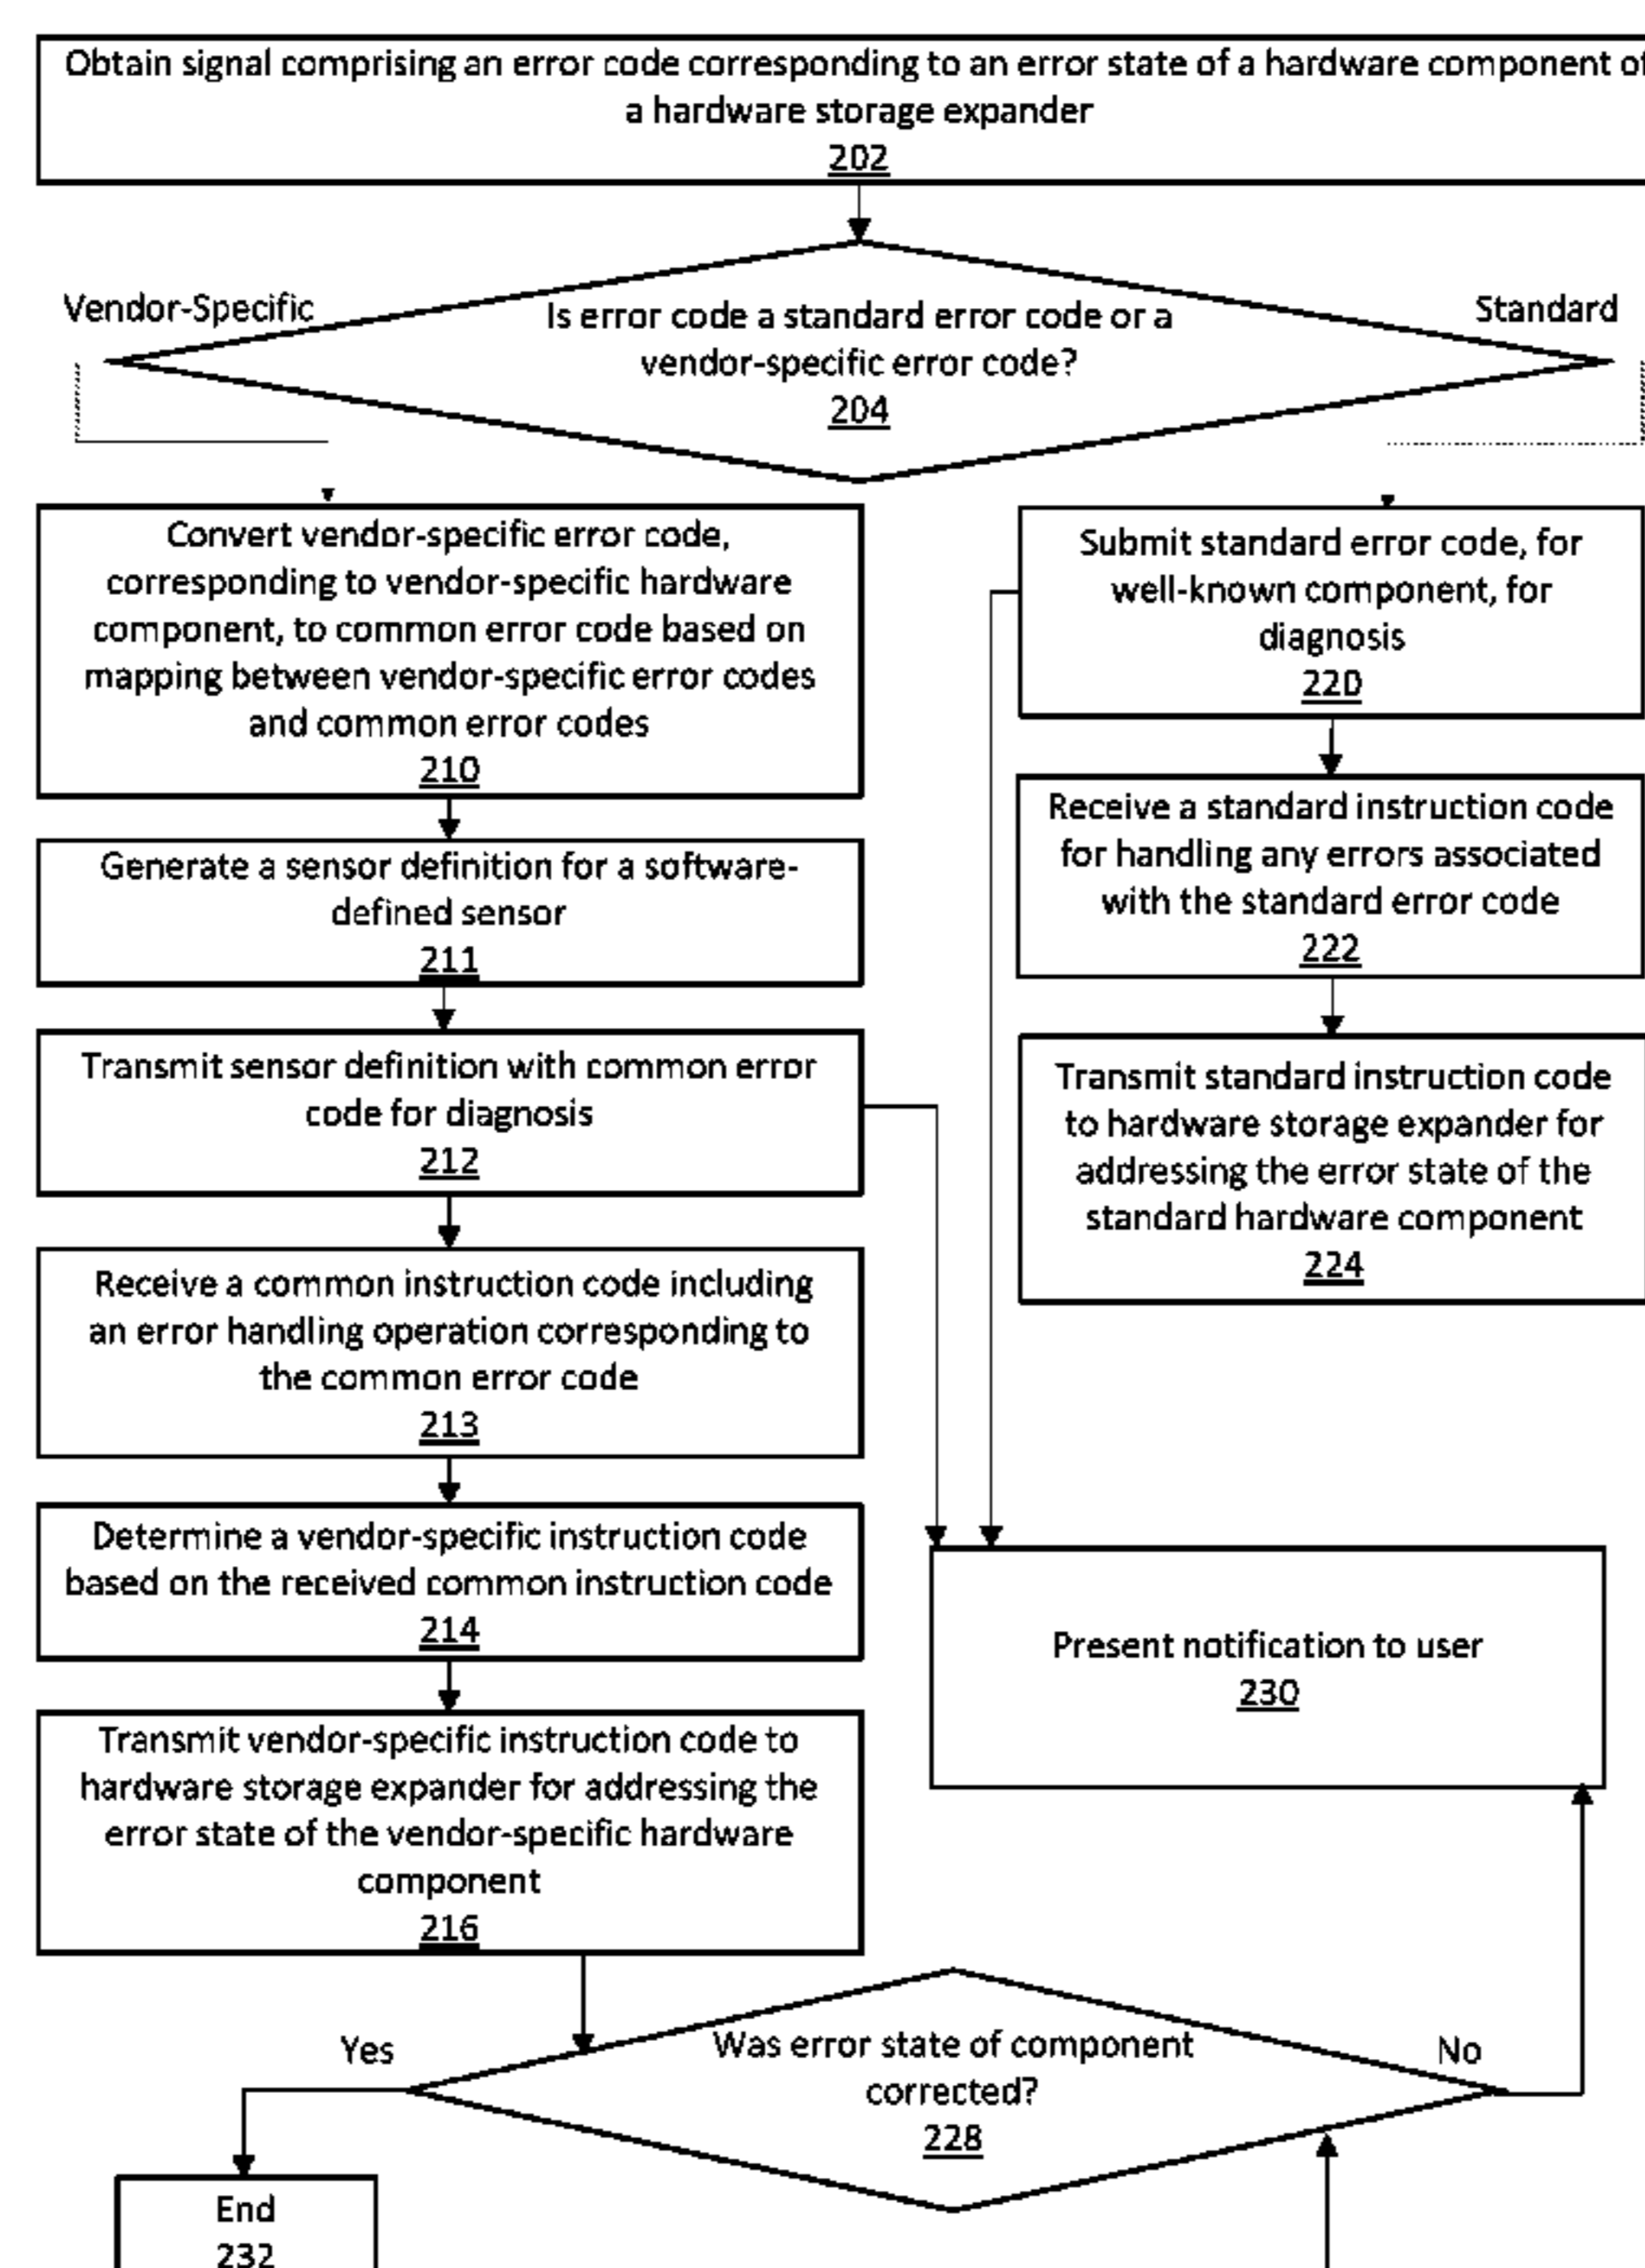 Obtain signal comprising an error code corresponding to an error state of a hardware component of
a hardware storage expander
202
Vendor-Specific
Standard
Is error code a standard error code or a
vendor-specific error code?
204
Convert vendor-specific error code,
corresponding to vendor-specific hardware
component, to common error code based on
mapping between vendor-specific error codes
and common error codes
210
Generate a sensor definition for a software-
defined sensor
211
Transmit sensor definition with common error
code for diagnosis
212
Receive a common instruction code including
an error handling operation corresponding to
the common error code
213
Determine a vendor-specific instruction code
based on the received common instruction code
214
Transmit vendor-specific instruction code to
hardware storage expander for addressing the
error state of the vendor-specific hardware
component
216
Submit standard error code, for
well-known component, for
diagnosis
220
Receive a standard instruction code
for handling any errors associated
with the standard error code
222
Transmit standard instruction code
to hardware storage expander for
addressing the error state of the
standard hardware component
224
Present notification to user
230
Yes
Was error state of component
corrected?
228
No
End
232